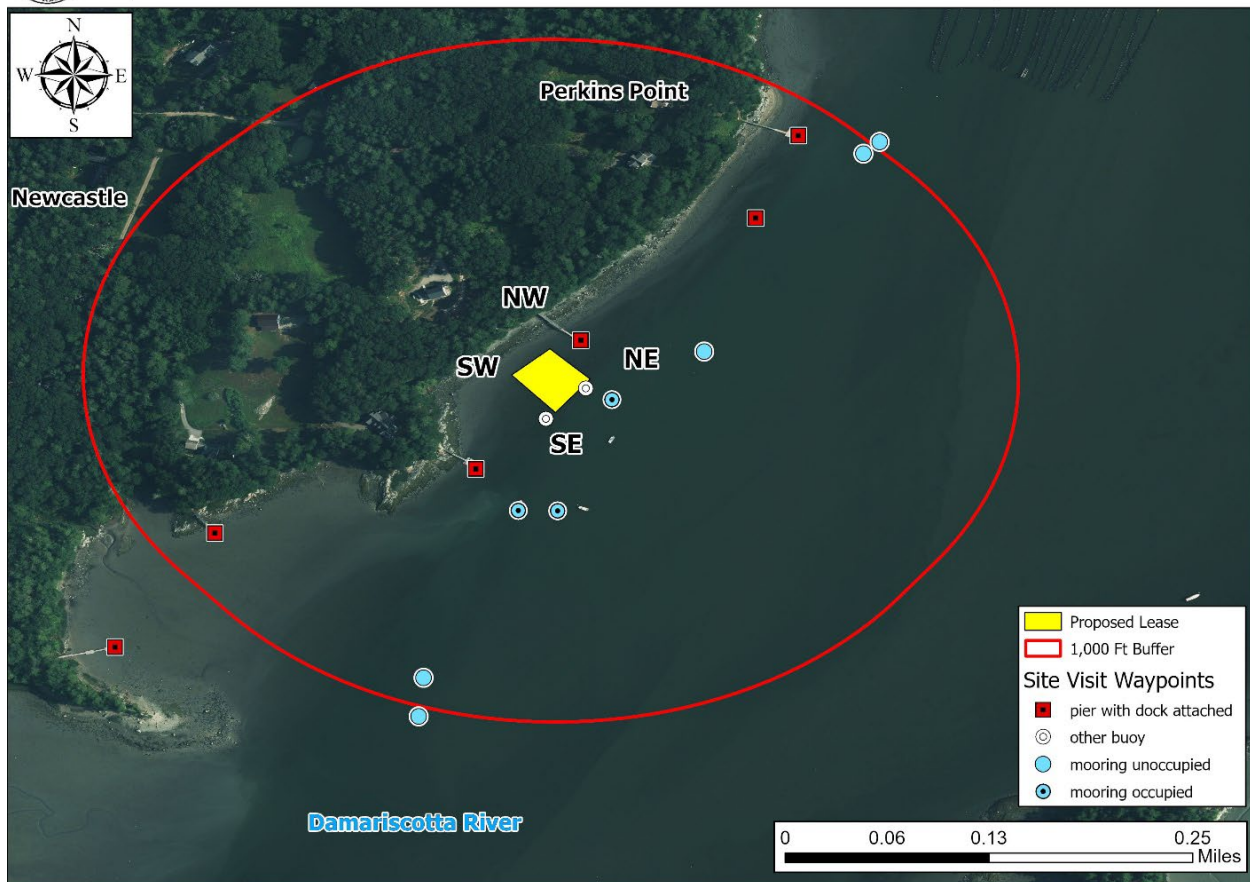 N
W E
S
Perkins Point
Newcastle
NW
SW
NE
SE
Damariscotta River
Proposed Lease
1,000 Ft Buffer
Site Visit Waypoints
pier with dock attached
other buoy
mooring unoccupied
mooring occupied
0 0.06 0.13 0.25
Miles